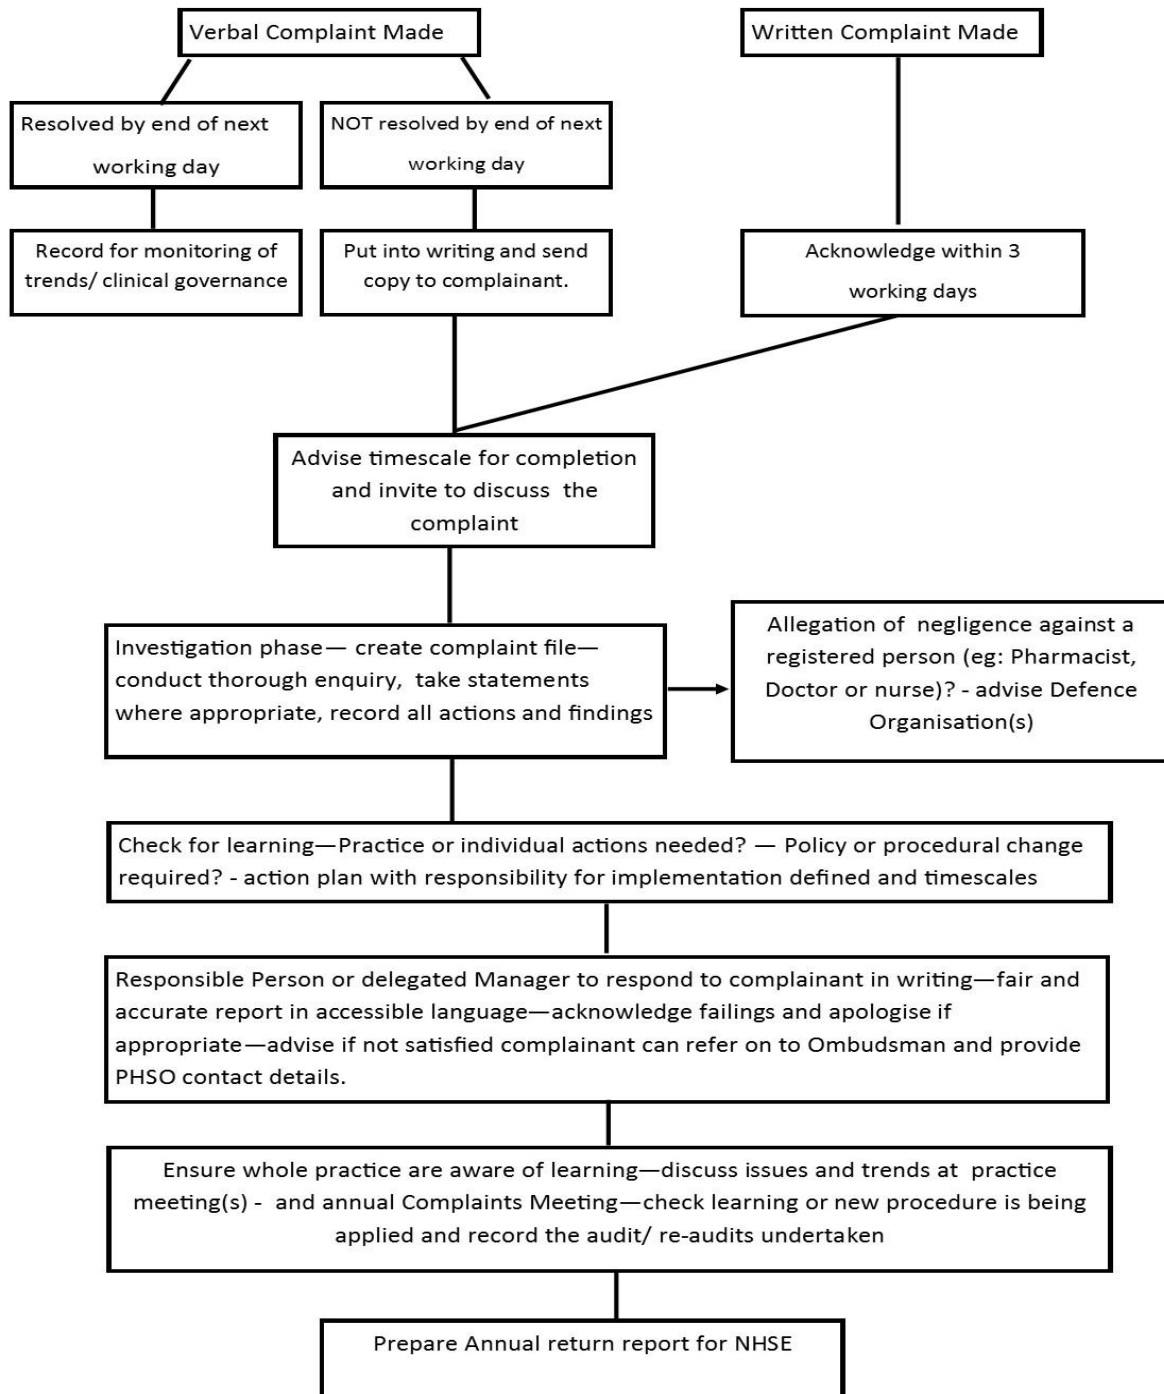 Verbal Complaint Made
Written Complaint Made
Resolved by end of next
working day
NOT resolved by end of next
working day
Record for monitoring of
trends/ clinical governance
Put into writing and send
copy to complainant.
Acknowledge within 3
working days
Advise timescale for completion
and invite to discuss the
complaint
Investigation phase— create complaint file—
conduct thorough enquiry, take statements
where appropriate, record all actions and findings
Allegation of negligence against a
registered person (eg: Pharmacist,
Doctor or nurse)? - advise Defence
Organisation(s)
Check for learning—Practice or individual actions needed? — Policy or procedural change
required? - action plan with responsibility for implementation defined and timescales
Responsible Person or delegated Manager to respond to complainant in writing—fair and
accurate report in accessible language—acknowledge failings and apologise if
appropriate—advise if not satisfied complainant can refer on to Ombudsman and provide
PHSO contact details.
Ensure whole practice are aware of learning—discuss issues and trends at practice
meeting(s) - and annual Complaints Meeting—check learning or new procedure is being
applied and record the audit/ re-audits undertaken
Prepare Annual return report for NHSE